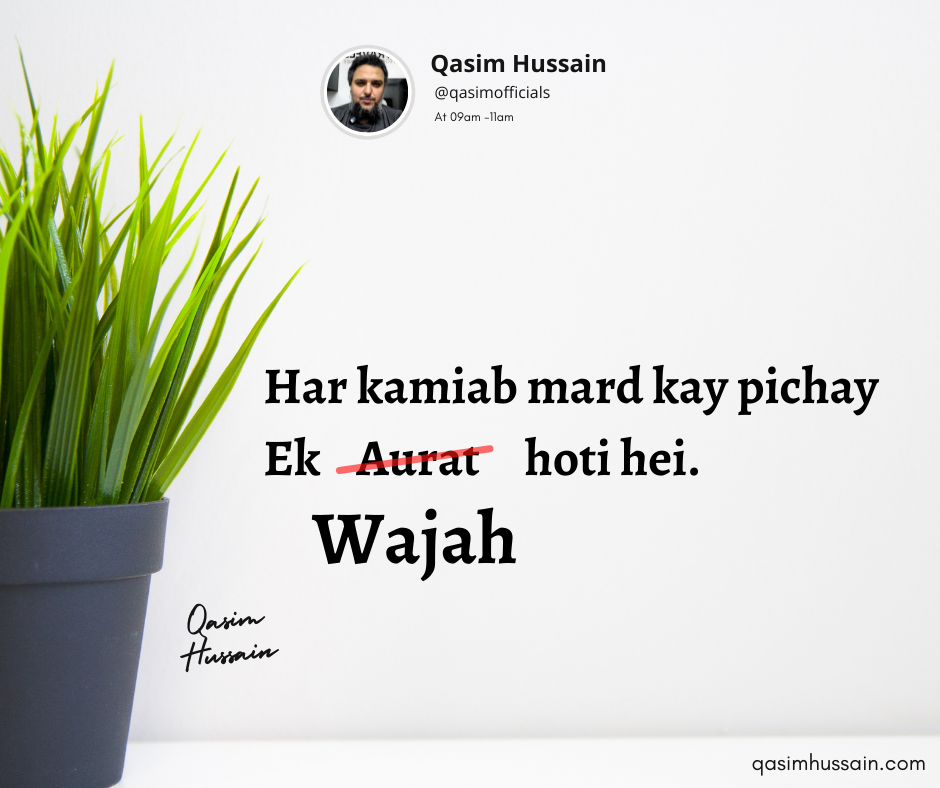 Qasim Hussain
@qasimofficials
At 09am -11am
Har kamiab mard kay pichay
Ek Aurat hoti hei.
Wajah
Qasim
Hussain
qasimhussain.com